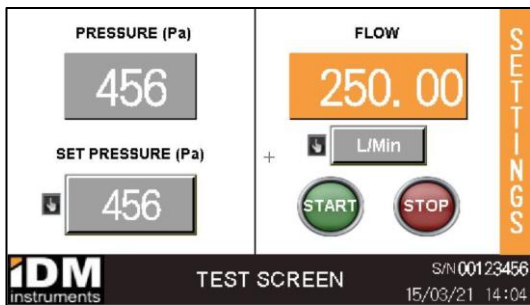 PRESSURE (Pa)
456
SET PRESSURE (Pa)
456
FLOW
250.00
L/Min
START
STOP
SETTINGS
iDM
instruments
TEST SCREEN
S/N 00123456
15/03/21 14:04